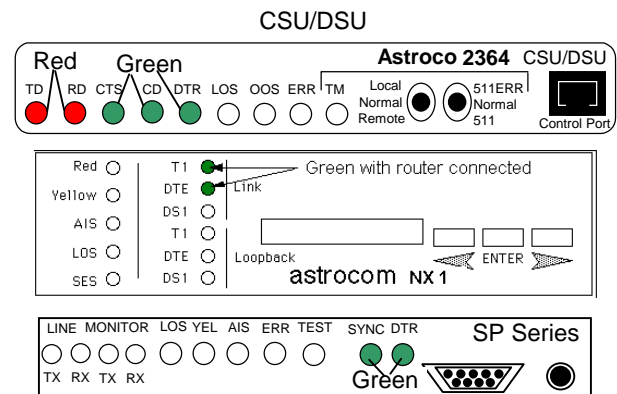 CSU/DSU
Red Green Astroco 2364 CSU/DSU
TD RD CTS CD DTR LOS OOS ERR TM
Local
Normal
Remote
511ERR
Normal
511
Control Port
Red
Yellow
AIS
LOS
SES
T1
DTE
DS1
Link
T1
DTE
DS1
Loopback
Green with router connected
ENTER
astrocom NX1
LINE MONITOR LOS YEL AIS ERR TEST SYNC DTR SP Series
TX RX TX RX Green